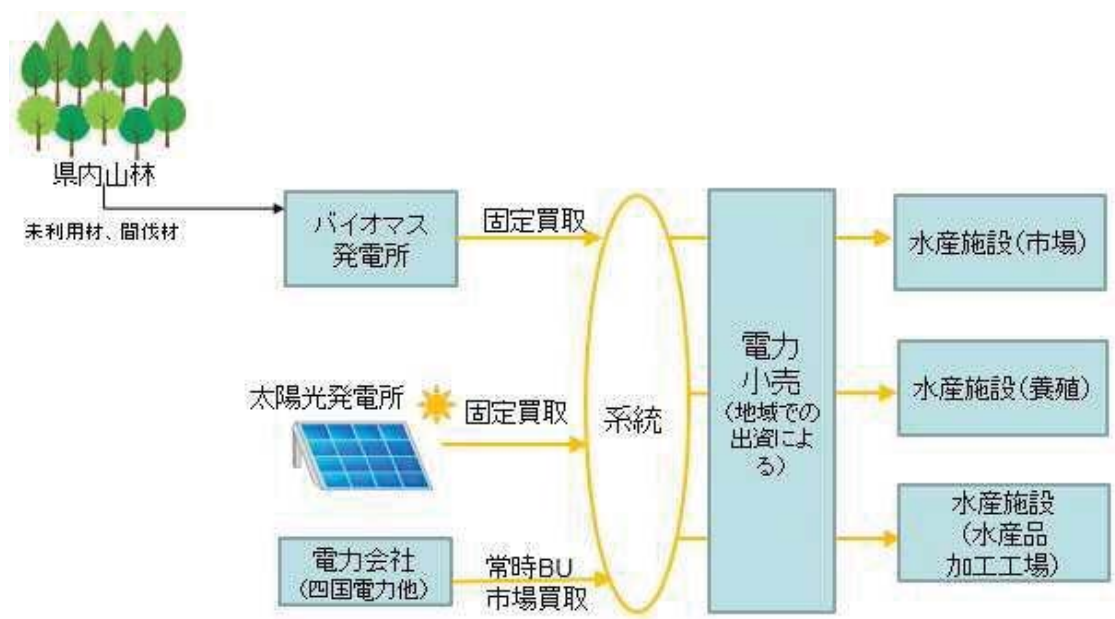 県内山林
未利用材、間伐材
バイオマス
発電所
固定買取
太陽光発電所
固定買取
電力会社
(四国電力他)
常時BU
市場買取
系統
電力
小売
(地域での
出資によ
る)
水産施設(市場)
水産施設(養殖)
水産施設
(水産品
加工工場)